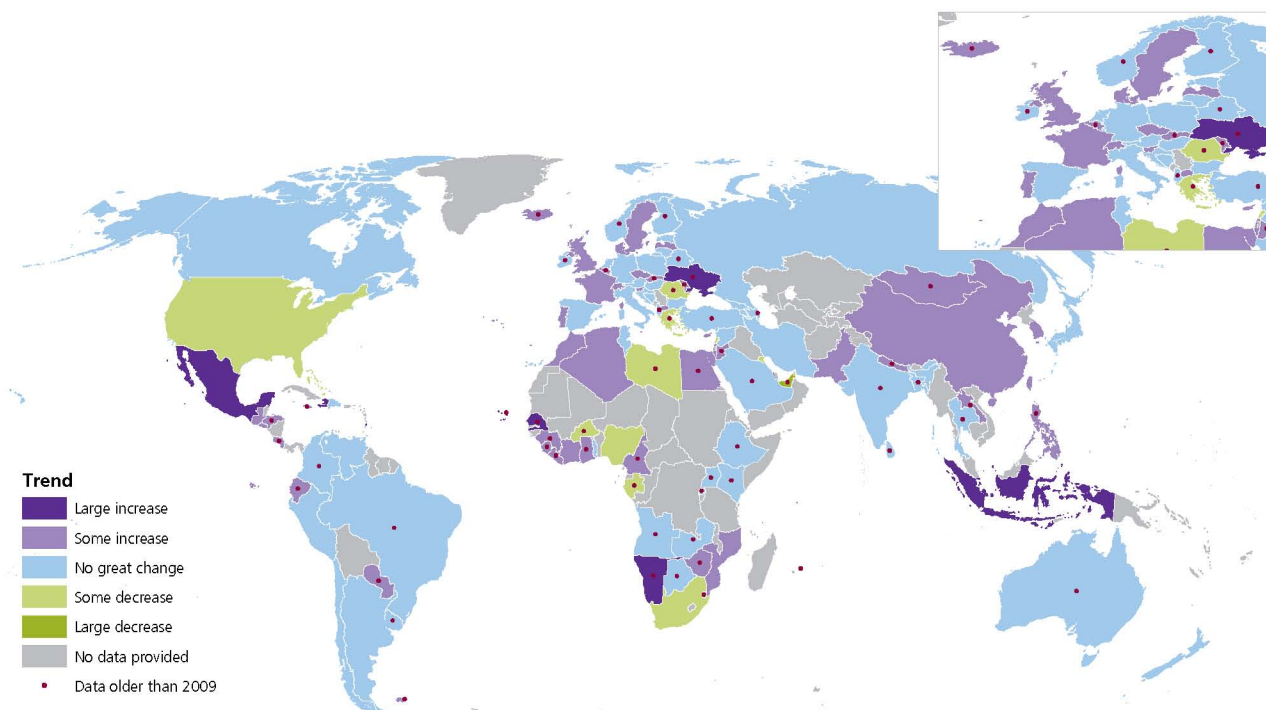 Trend
Large increase
Some increase
No great change
Some decrease
Large decrease
No data provided
Data older than 2009